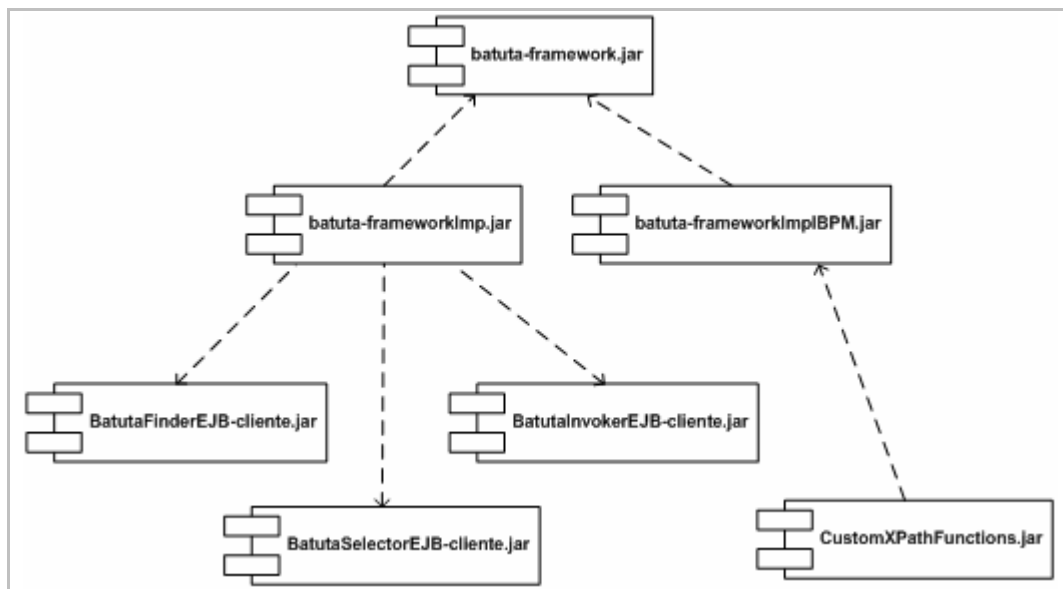 batuta-framework.jar
batuta-frameworkImp.jar
batuta-frameworkImplBPM.jar
BatutaFinderEJB-cliente.jar
BatutaInvokerEJB-cliente.jar
BatutaSelectorEJB-cliente.jar
CustomXPathFunctions.jar